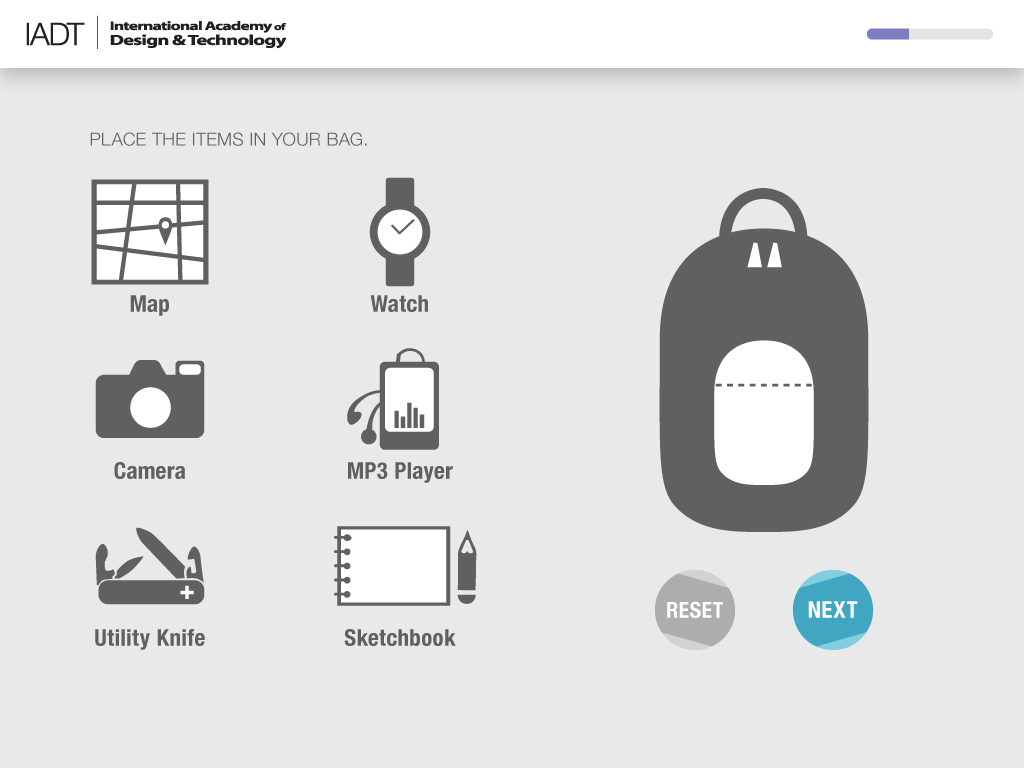 IADT
International Academy of
Design & Technology
PLACE THE ITEMS IN YOUR BAG.
Map
Watch
Camera
MP3 Player
Utility Knife
Sketchbook
RESET
NEXT